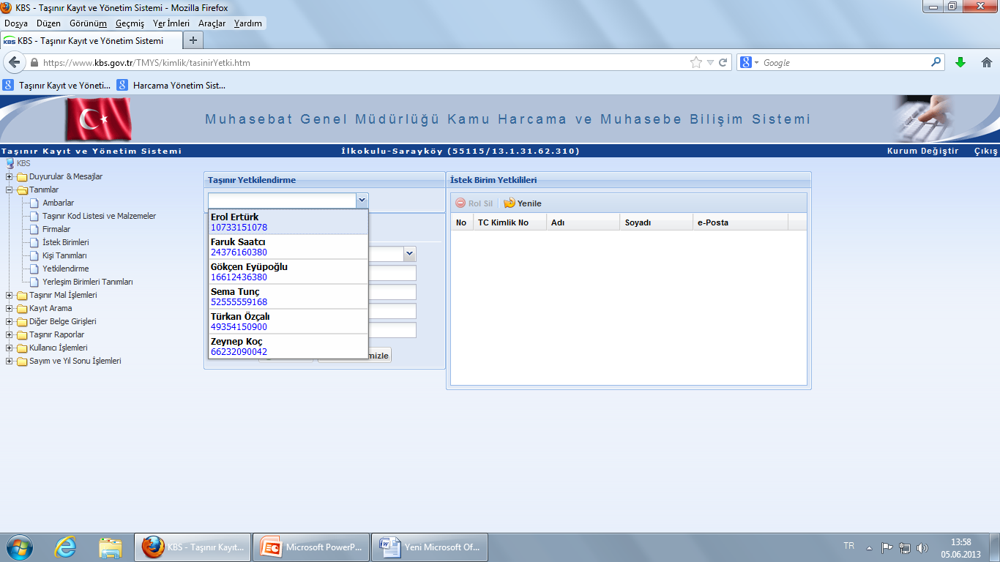 KBS - Taşınır Kayıt ve Yönetim Sistemi - Mozilla Firefox
Dosya Düzen Görünüm Geçmiş Yer İmleri Araçlar Yardım
KBS - Taşınır Kayıt ve Yönetim Sistemi
https://www.kbs.gov.tr/TMYS/kimlik/tasinirYetki.htm
Google
Taşınır Kayıt ve Yöneti... Harcama Yönetim Sist...
Muhasebat Genel Müdürlüğü Kamu Harcama ve Muhasebe Bilişim Sistemi
Taşınır Kayıt ve Yönetim Sistemi İlkokulu-Sarayköy (55115/13.1.31.62.310) Kurum Değiştir Çıkış
KBS
Duyurular & Mesajlar
Tanımlar
Ambarlar
Taşınır Kod Listesi ve Malzemeler
Firmalar
İstek Birimleri
Kişi Tanımları
Yetkilendirme
Yerleşim Birimleri Tanımları
Taşınır Mal İşlemleri
Kayıt Arama
Diğer Belge Girişleri
Taşınır Raporlar
Kullanıcı İşlemleri
Sayım ve Yıl Sonu İşlemleri
Taşınır Yetkilendirme
Erol Ertürk
10733151078
Faruk Saatcı
24376160380
Gökçen Eyüpoğlu
16612436380
Sema Tunç
52555559168
Türkan Özçalı
49354150900
Zeynep Koç
66232090042
mizle
İstek Birim Yetkilileri
Rol Sil Yenile
No TC Kimlik No Adı Soyadı e-Posta
KBS - Taşınır Kayıt... Microsoft PowerP... Yeni Microsoft Of...
TR
13:58
05.06.2013